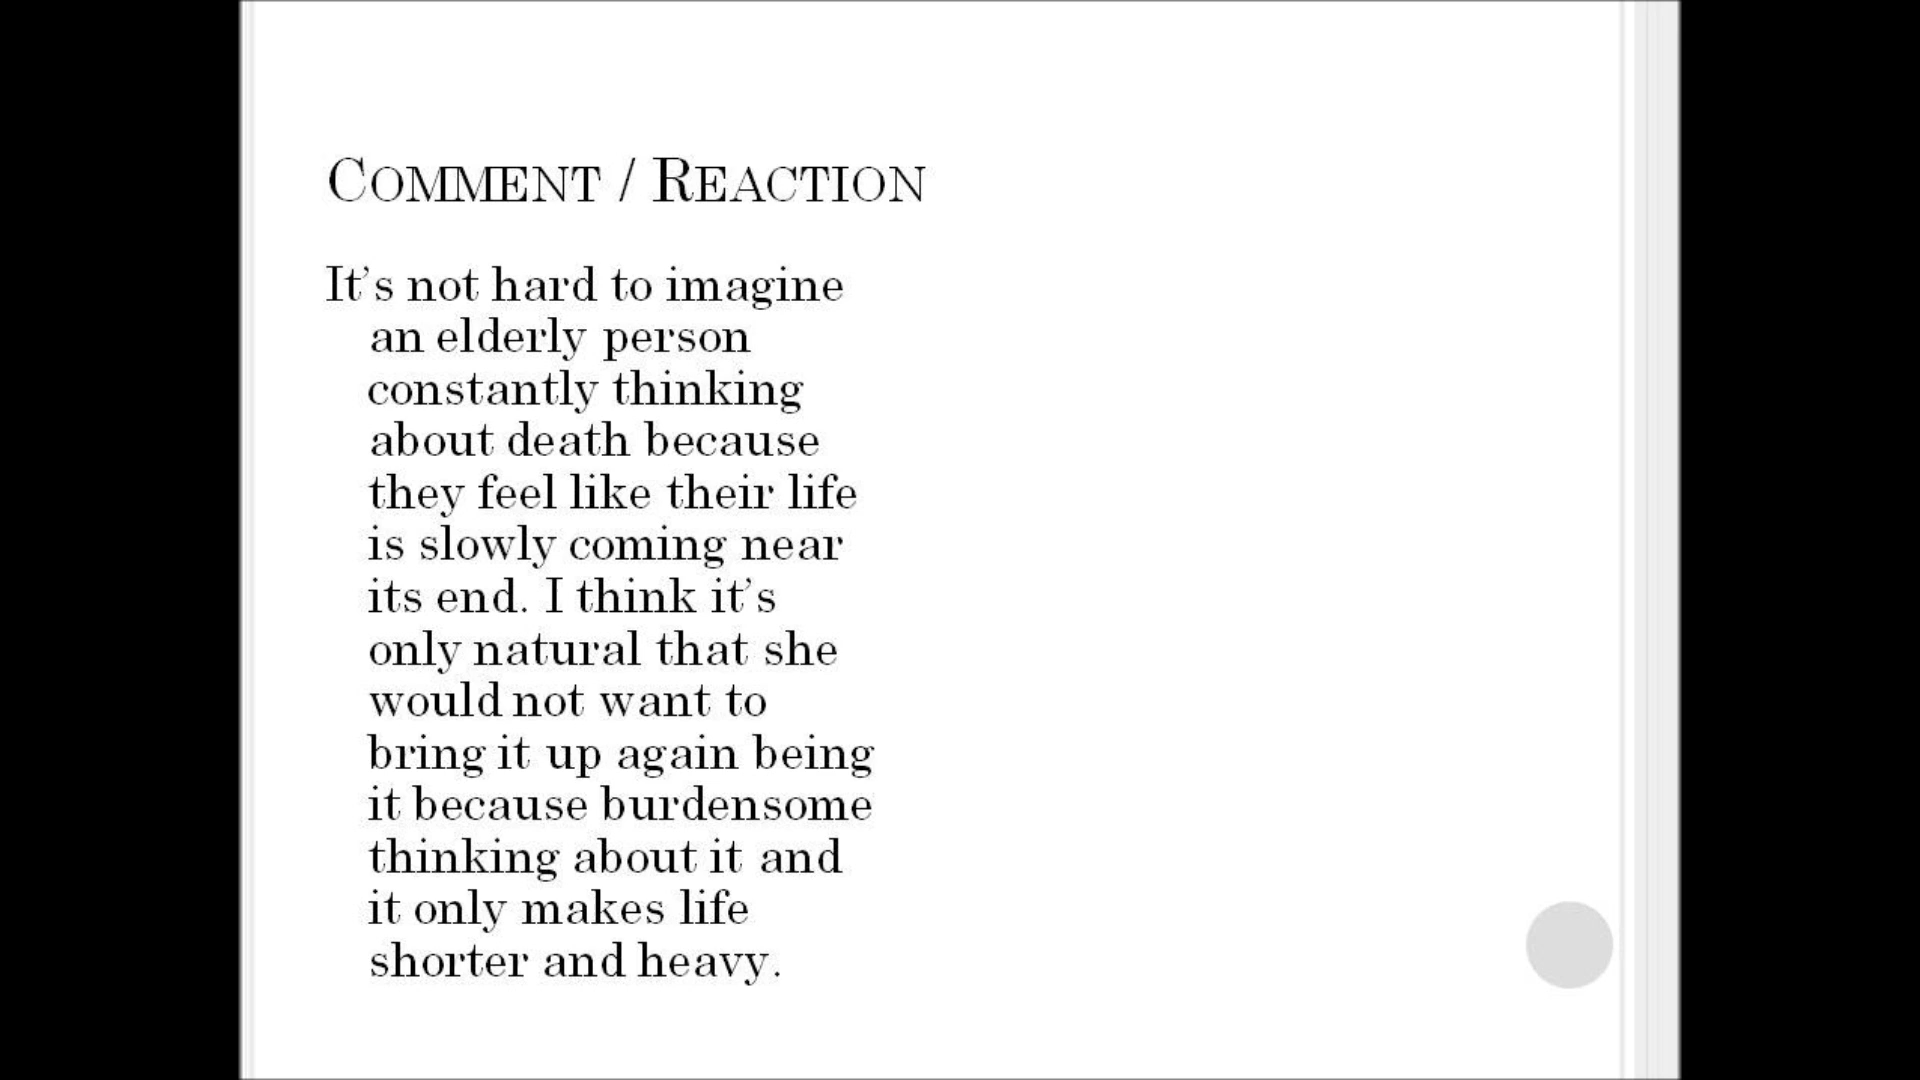 Comment / Reaction
It's not hard to imagine
an elderly person
constantly thinking
about death because
they feel like their life
is slowly coming near
its end. I think it's
only natural that she
would not want to
bring it up again being
it because burdensome
thinking about it and
it only makes life
shorter and heavy.